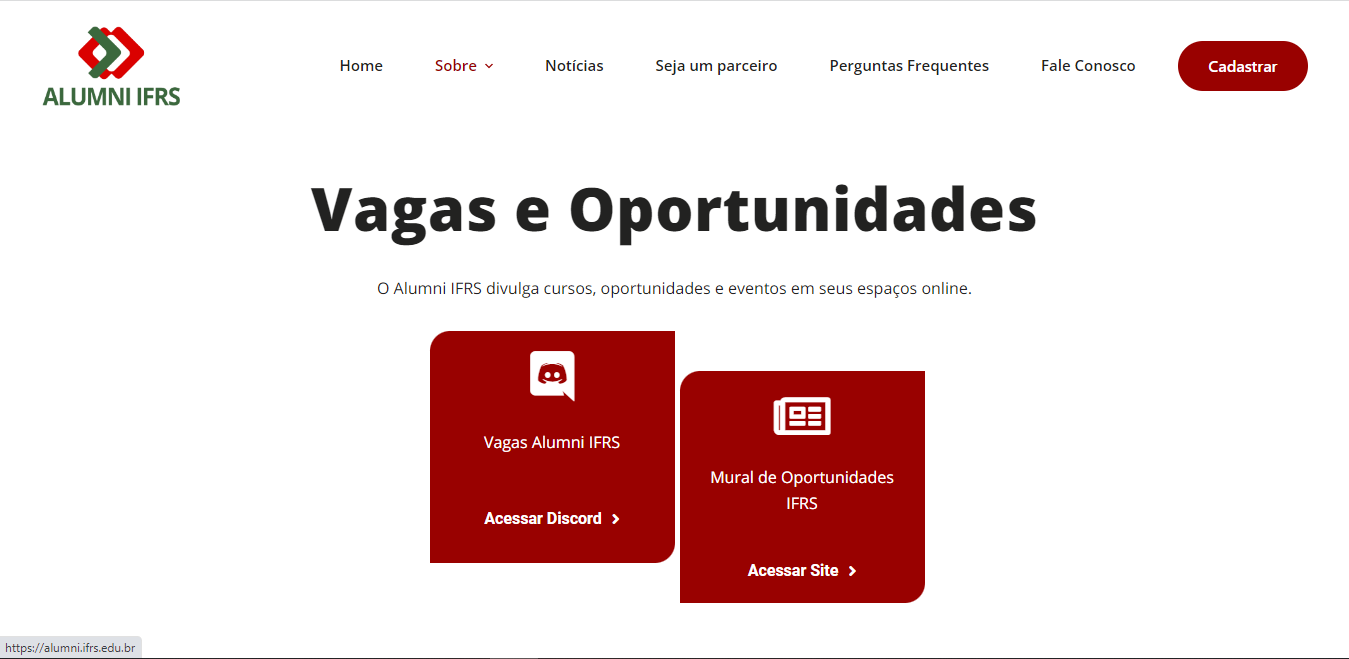 ALUMNI IFRS
Home
Sobre
Notícias
Seja um parceiro
Perguntas Frequentes
Fale Conosco
Cadastrar
Vagas e Oportunidades
O Alumni IFRS divulga cursos, oportunidades e eventos em seus espaços online.
Vagas Alumni IFRS
Acessar Discord
Mural de Oportunidades
IFRS
Acessar Site
https://alumni.ifrs.edu.br